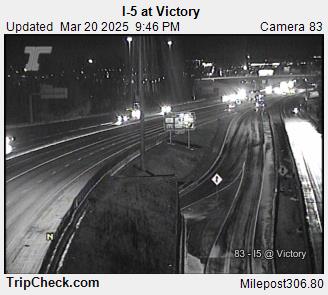 I-5 at Victory
Updated Mar 20 2025 9:46 PM Camera 83
N
83 - I5 @ Victory
TripCheck.com Milepost306.80